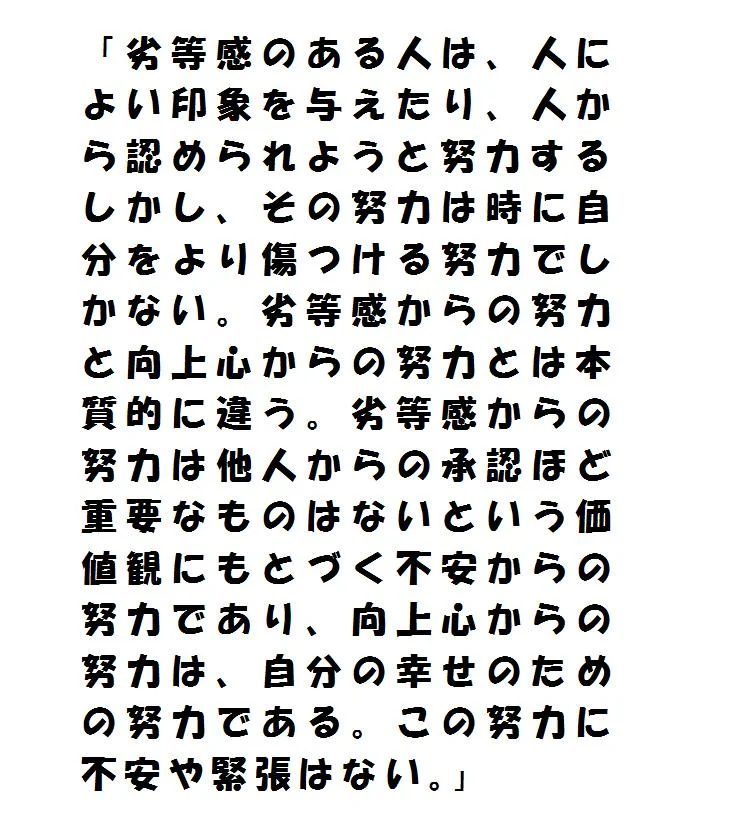 「劣等感のある人は、人に
よい印象を与えたり、人か
ら認められようと努力する
しかし、その努力は時に自
分をより傷つける努力でし
かない。劣等感からの努力
と向上心からの努力とは本
質的に違う。劣等感からの
努力は他人からの承認ほど
重要なものはないという価
値観にもとづく不安からの
努力であり、向上心からの
努力は、自分の幸せのため
の努力である。この努力に
不安や緊張はない。」